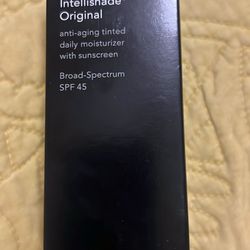 Intellishade
Original
anti-aging tinted
daily moisturizer
with sunscreen
Broad-Spectrum
SPF 45